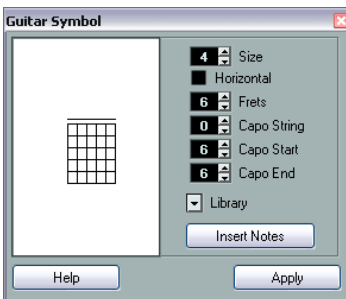 Guitar Symbol
4 Size
Horizontal
6 Frets
0 Capo String
6 Capo Start
6 Capo End
Library
Insert Notes
Help Apply